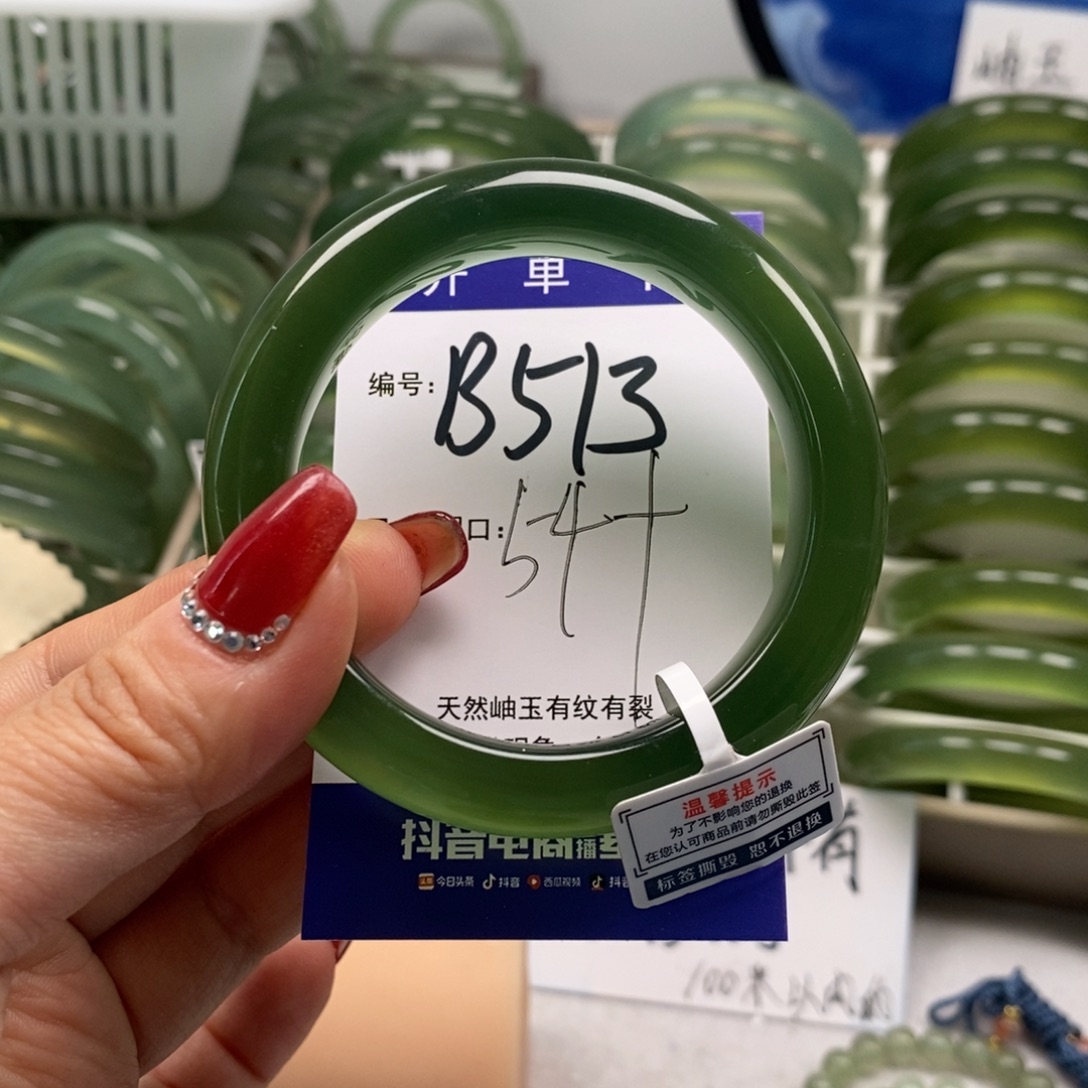 岫玉
开单
编号：B513
口：54+
天然岫玉有纹有裂
抖音电商
今日头条 抖音 西瓜视频 抖音
温馨提示
为了不影响您的退换
在您认可商品前请勿撕毁此签
标签撕毁 恕不退换
100米以内的